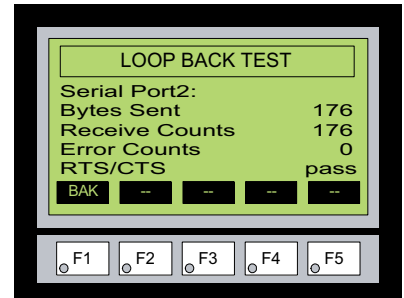 LOOP BACK TEST
Serial Port2:
Bytes Sent 176
Receive Counts 176
Error Counts 0
RTS/CTS pass
BAK -- -- -- --
F1 F2 F3 F4 F5